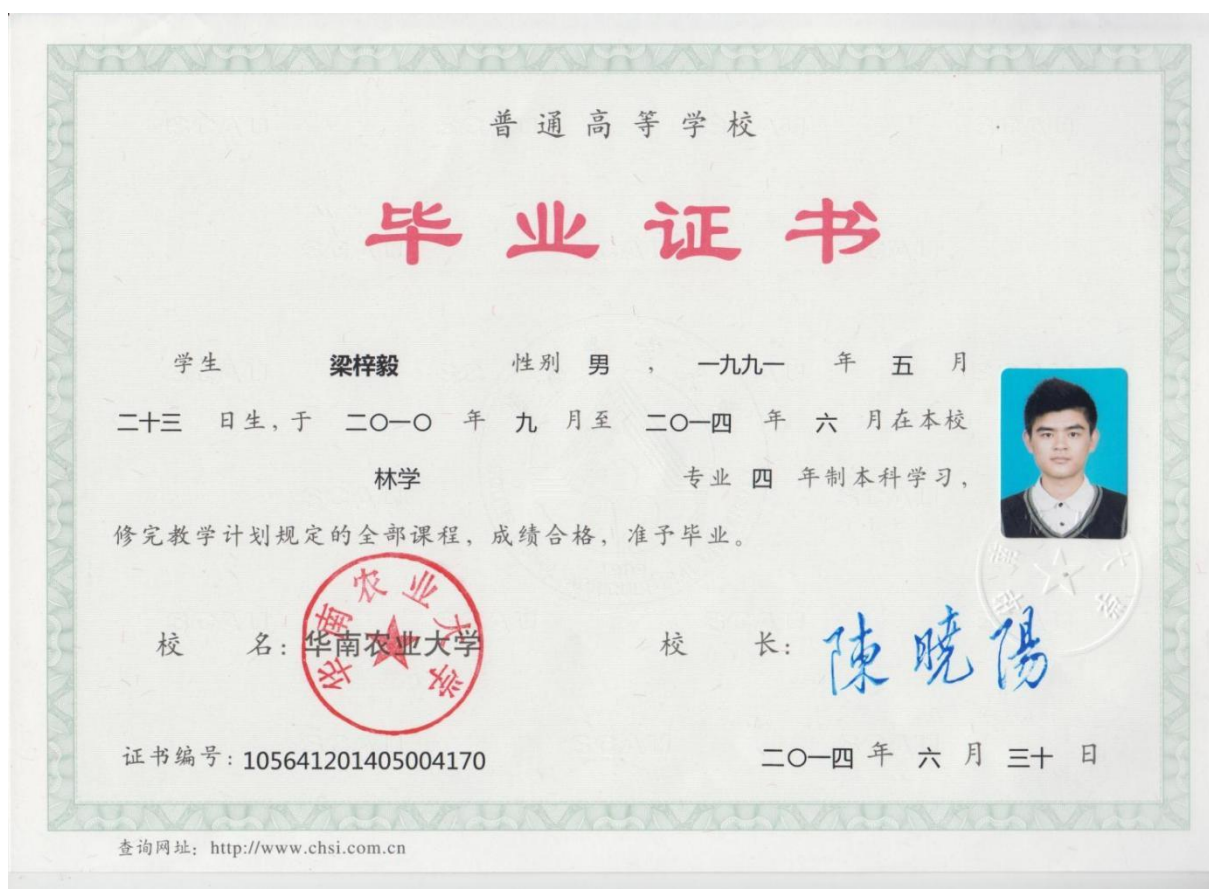 普通高等学校
毕业证书
学生 梁梓毅 性别 男 , 一九九一 年 五 月
二十三 日生,于 二〇一〇 年 九 月至 二〇一四 年 六 月在本校
林学 专业 四 年制本科学习,
修完教学计划规定的全部课程,成绩合格,准予毕业。
华南农业大学
校 名:华南农业大学 校 长:陳曉陽
证书编号:105641201405004170 二〇一四 年 六 月 三十 日
查询网址:http://www.chsi.com.cn